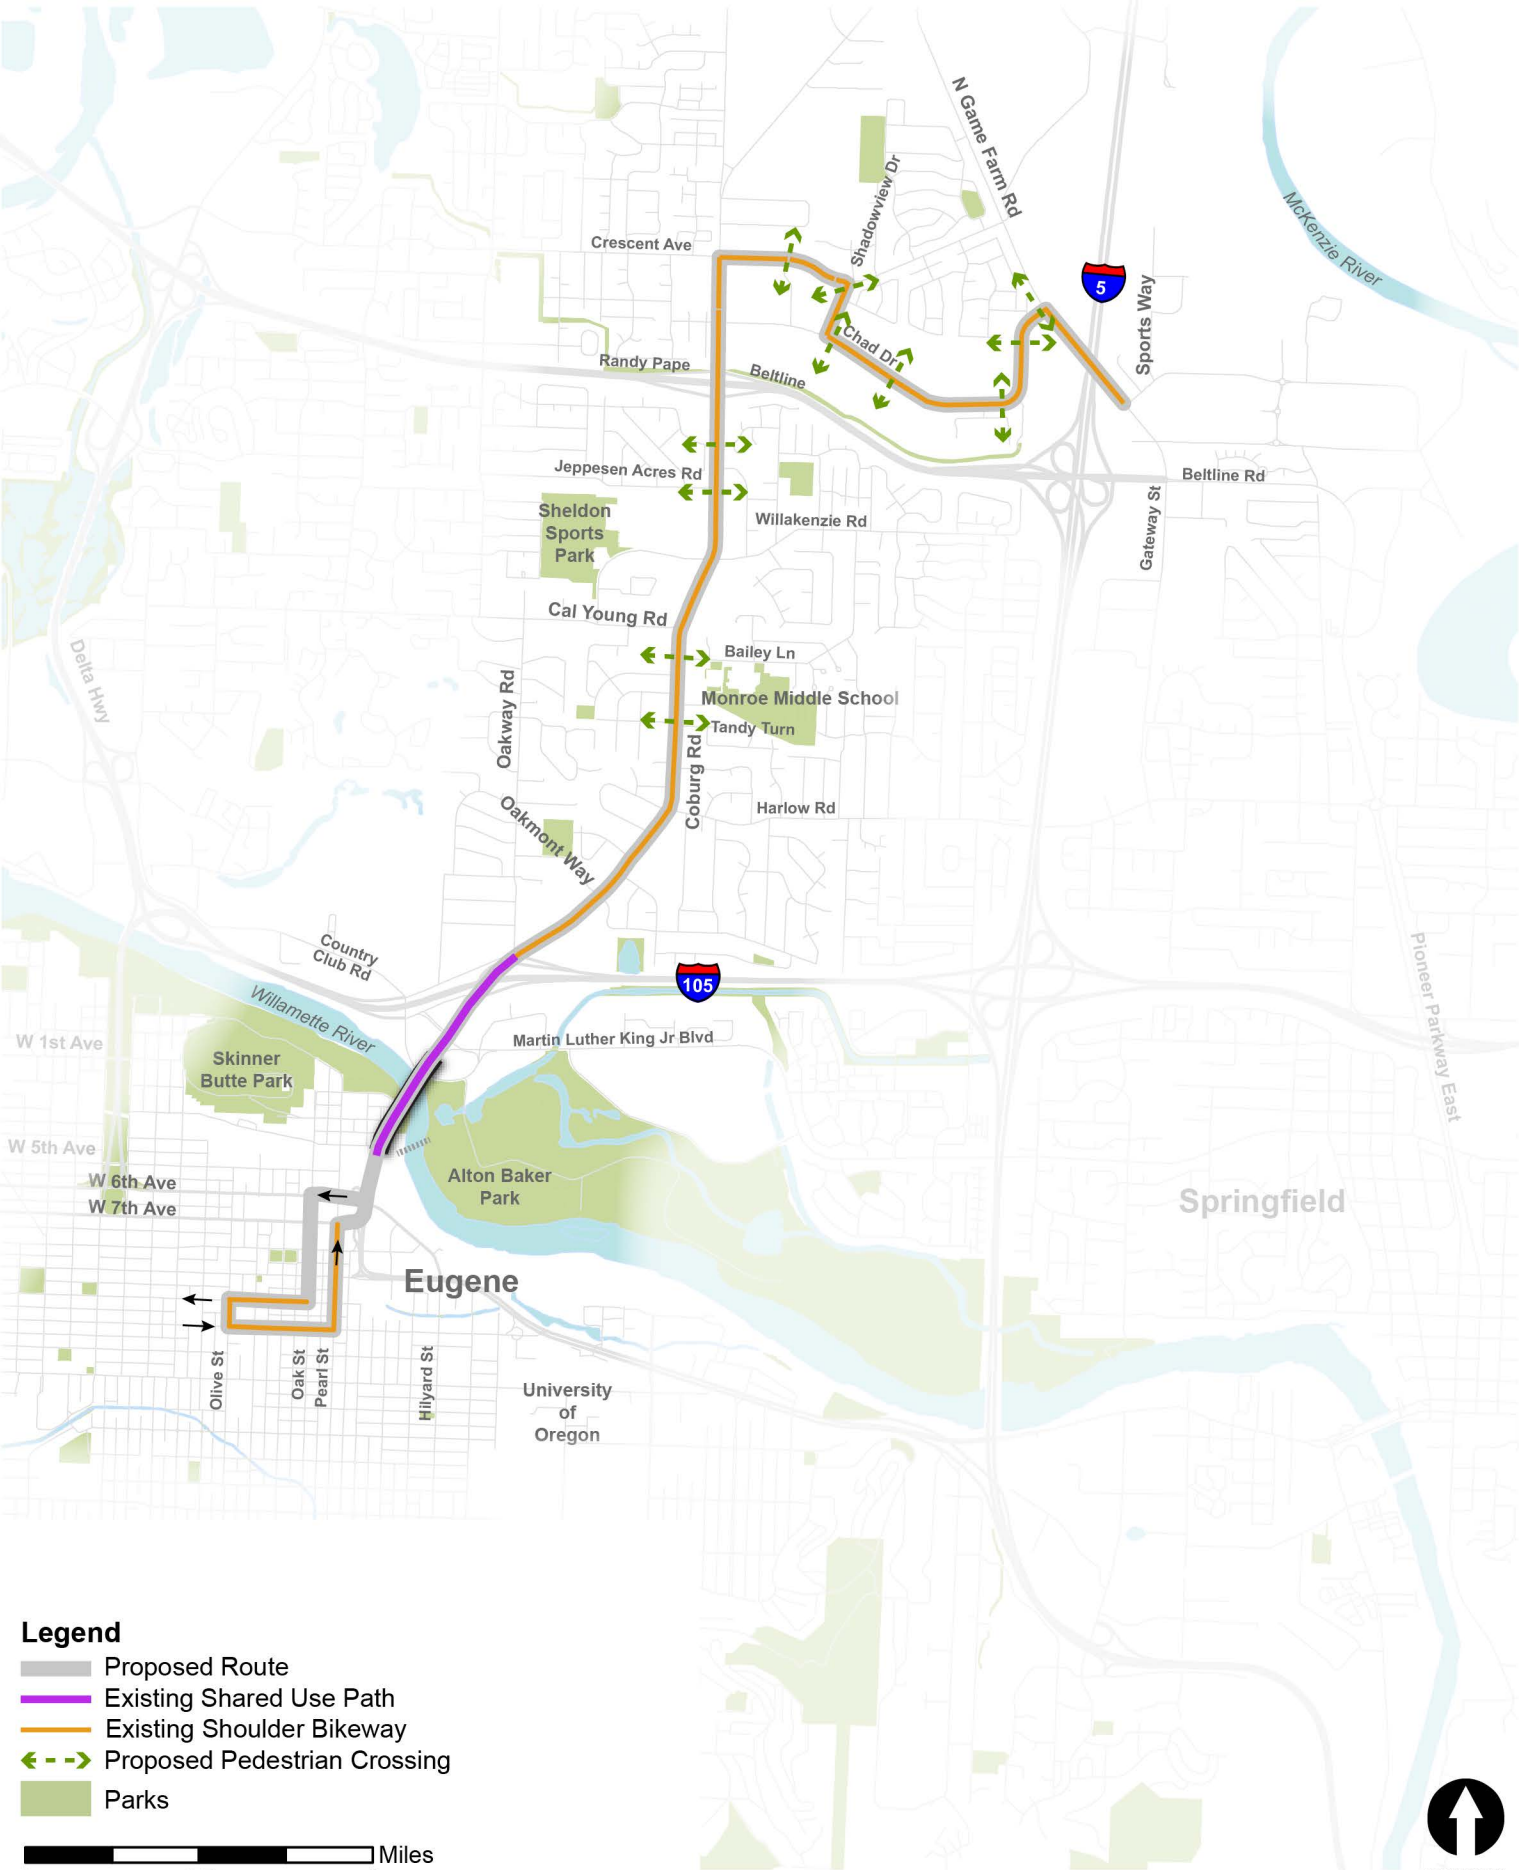 N Game Farm Rd
Shadowview Dr
McKenzie River
Crescent Ave
5
Sports Way
Chad Dr
Randy Pape
Beltline
Jeppesen Acres Rd
Beltline Rd
Sheldon
Sports
Park
Willakenzie Rd
Gateway St
Cal Young Rd
Bailey Ln
Delta Hwy
Oakway Rd
Monroe Middle School
Tandy Turn
Coburg Rd
Oakmont Way
Harlow Rd
Country
Club Rd
105
Pioneer Parkway East
Willamette River
W 1st Ave
Martin Luther King Jr Blvd
Skinner
Butte Park
W 5th Ave
Alton Baker
Park
W 6th Ave
W 7th Ave
Springfield
Eugene
Olive St
Oak St
Pearl St
Hilyard St
University
of
Oregon
Legend
Proposed Route
Existing Shared Use Path
Existing Shoulder Bikeway
Proposed Pedestrian Crossing
Parks
Miles